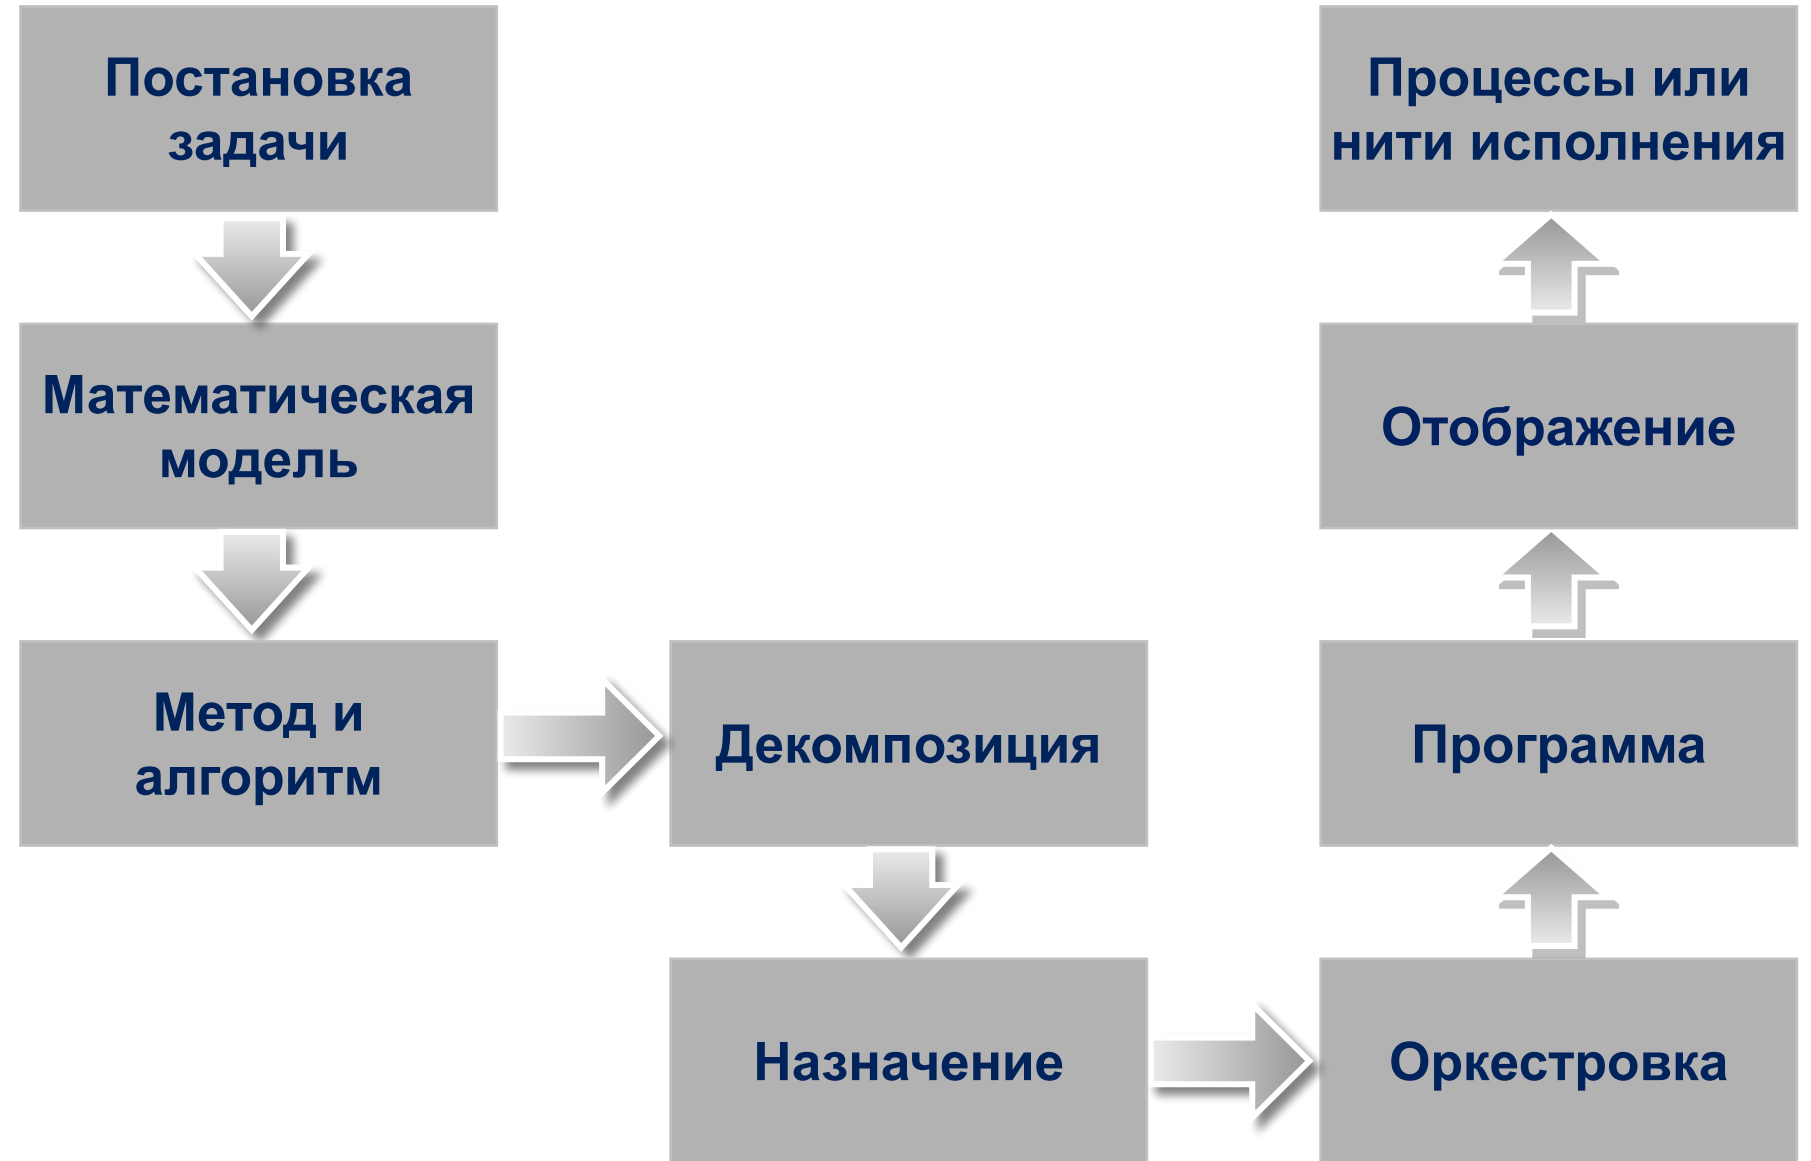 Постановка
задачи
Математическая
модель
Метод и
алгоритм
Декомпозиция
Назначение
Оркестровка
Программа
Отображение
Процессы или
нити исполнения